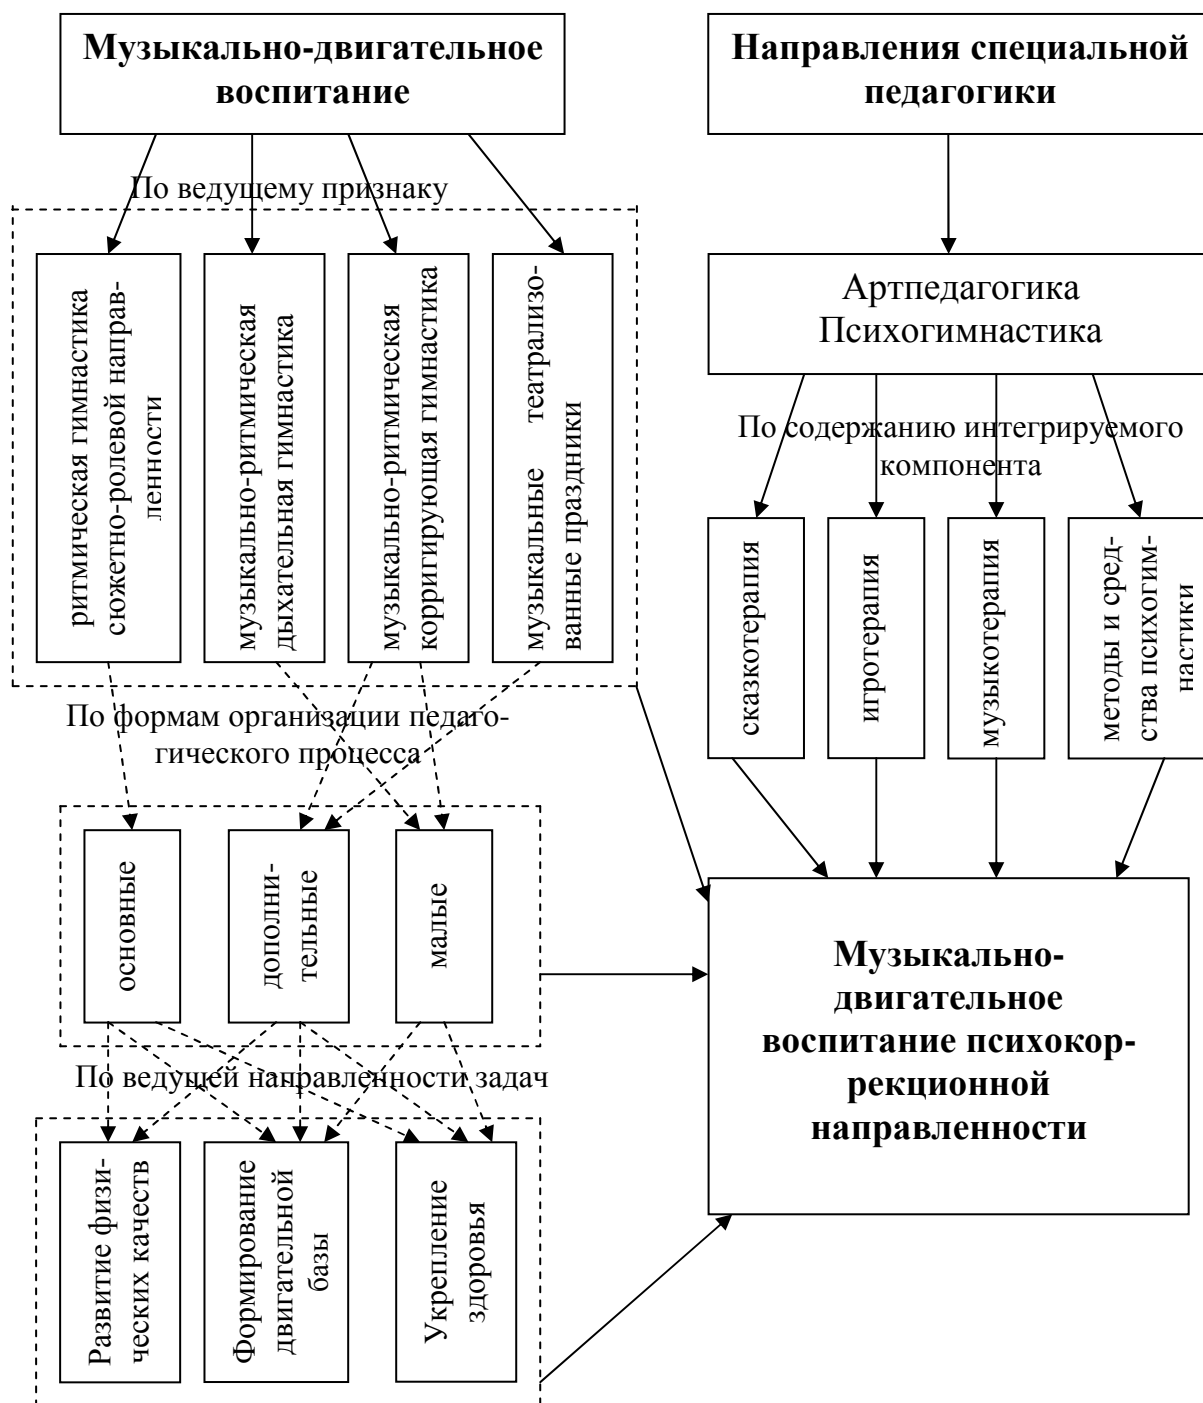 Музыкально-двигательное
воспитание
Направления специальной
педагогики
По ведущему признаку
ритмическая гимнастика
сюжетно-ролевой направ-
ленности
музыкально-ритмическая
дыхательная гимнастика
музыкально-ритмическая
корригирующая гимнастика
музыкальные театрализо-
ванные праздники
Артпедагогика
Психогимнастика
По содержанию интегрируемого
компонента
сказкотерапия
игротерапия
музыкотерапия
методы и сред-
ства психогим-
настики
По формам организации педаго-
гического процесса
основные
дополни-
тельные
малые
Музыкально-
двигательное
воспитание психокор-
рекционной
направленности
По ведущей направленности задач
Развитие физи-
ческих качеств
Формирование
двигательной
базы
Укрепление
здоровья